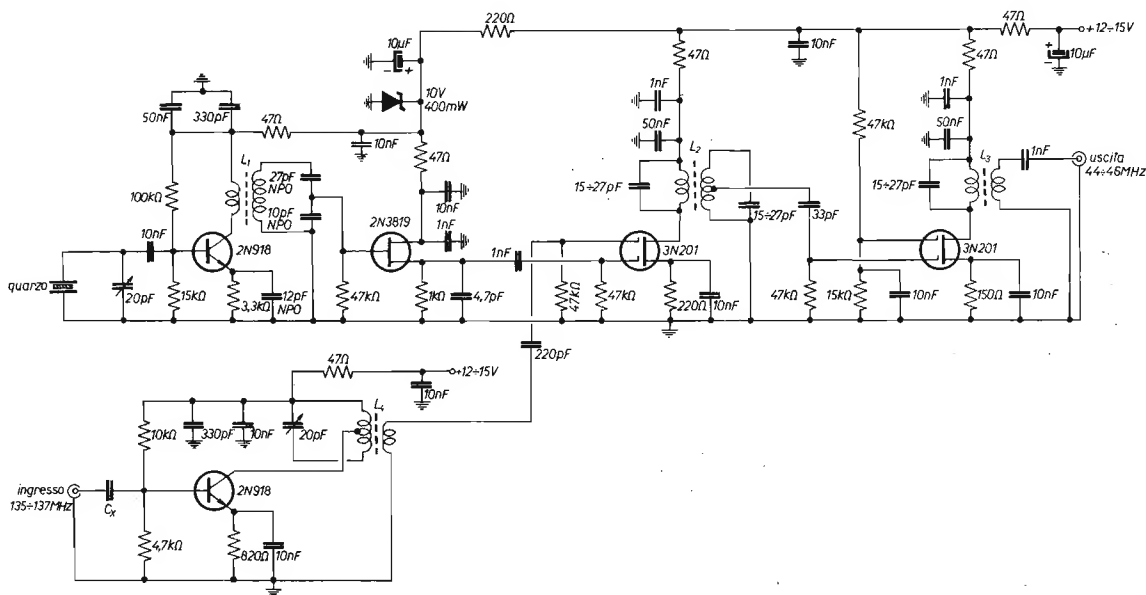 220Ω
47Ω
+12÷15V
10µF
- +
10nF
47Ω
47Ω
+
-
10µF
10V
400mW
1nF
1nF
50nF
330pF
47Ω
10nF
47Ω
50nF
47kΩ
50nF
L1
L2
L3
1nF
uscita
44÷46MHz
27pF
NPO
15÷27pF
15÷27pF
100kΩ
10pF
NPO
10nF
15÷27pF
33pF
10nF
2N918
2N3819
1nF
1nF
3N201
3N201
quarzo
20pF
15kΩ
3,3kΩ
12pF
NPO
47kΩ
1kΩ
4,7pF
47kΩ
47kΩ
220Ω
10nF
47kΩ
15kΩ
10nF
150Ω
10nF
220pF
47Ω
+12÷15V
10nF
L4
10kΩ
330pF
10nF
20pF
ingresso
135÷137MHz
Cx
2N918
4,7kΩ
820Ω
10nF